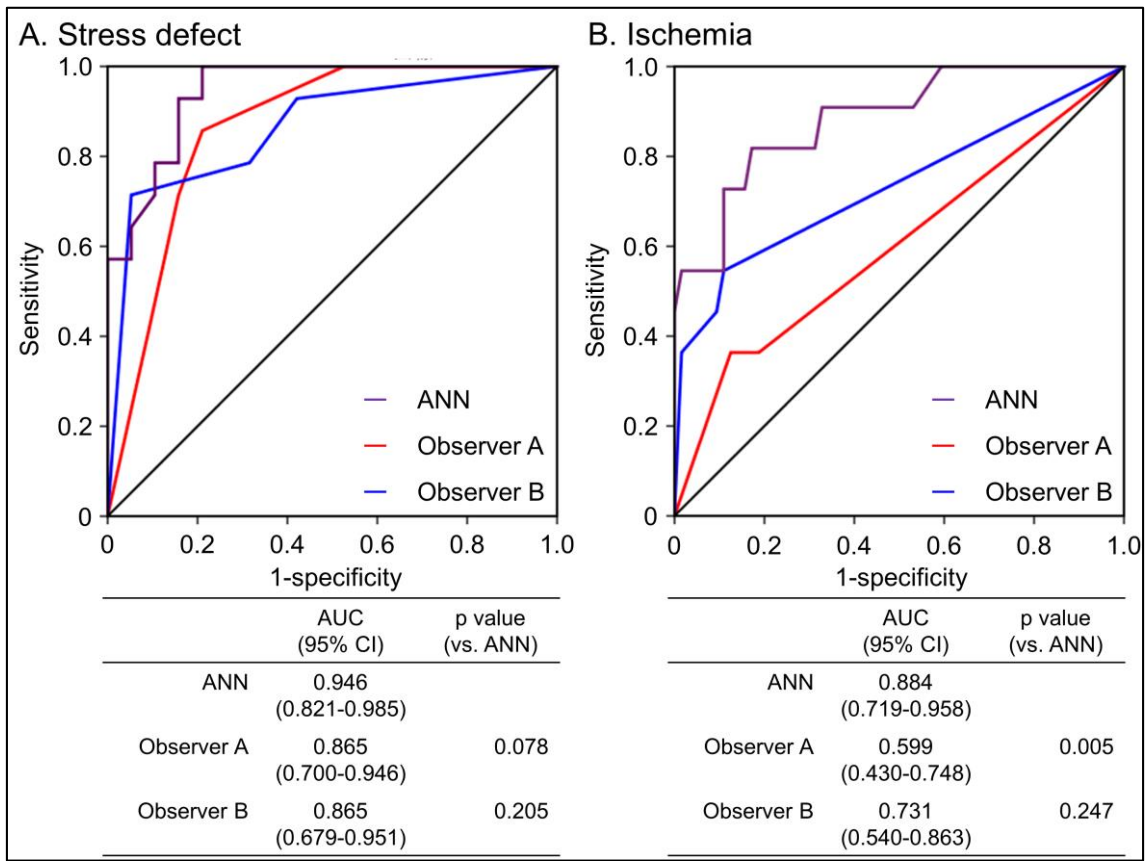 A. Stress defect
1.0
0.8
0.6
0.4
0.2
0
Sensitivity
ANN
Observer A
Observer B
0 0.2 0.4 0.6 0.8 1.0
1-specificity
AUC p value
(95% CI) (vs. ANN)
ANN 0.946
(0.821-0.985)
Observer A 0.865 0.078
(0.700-0.946)
Observer B 0.865 0.205
(0.679-0.951)
B. Ischemia
1.0
0.8
0.6
0.4
0.2
0
Sensitivity
ANN
Observer A
Observer B
0 0.2 0.4 0.6 0.8 1.0
1-specificity
AUC p value
(95% CI) (vs. ANN)
ANN 0.884
(0.719-0.958)
Observer A 0.599 0.005
(0.430-0.748)
Observer B 0.731 0.247
(0.540-0.863)